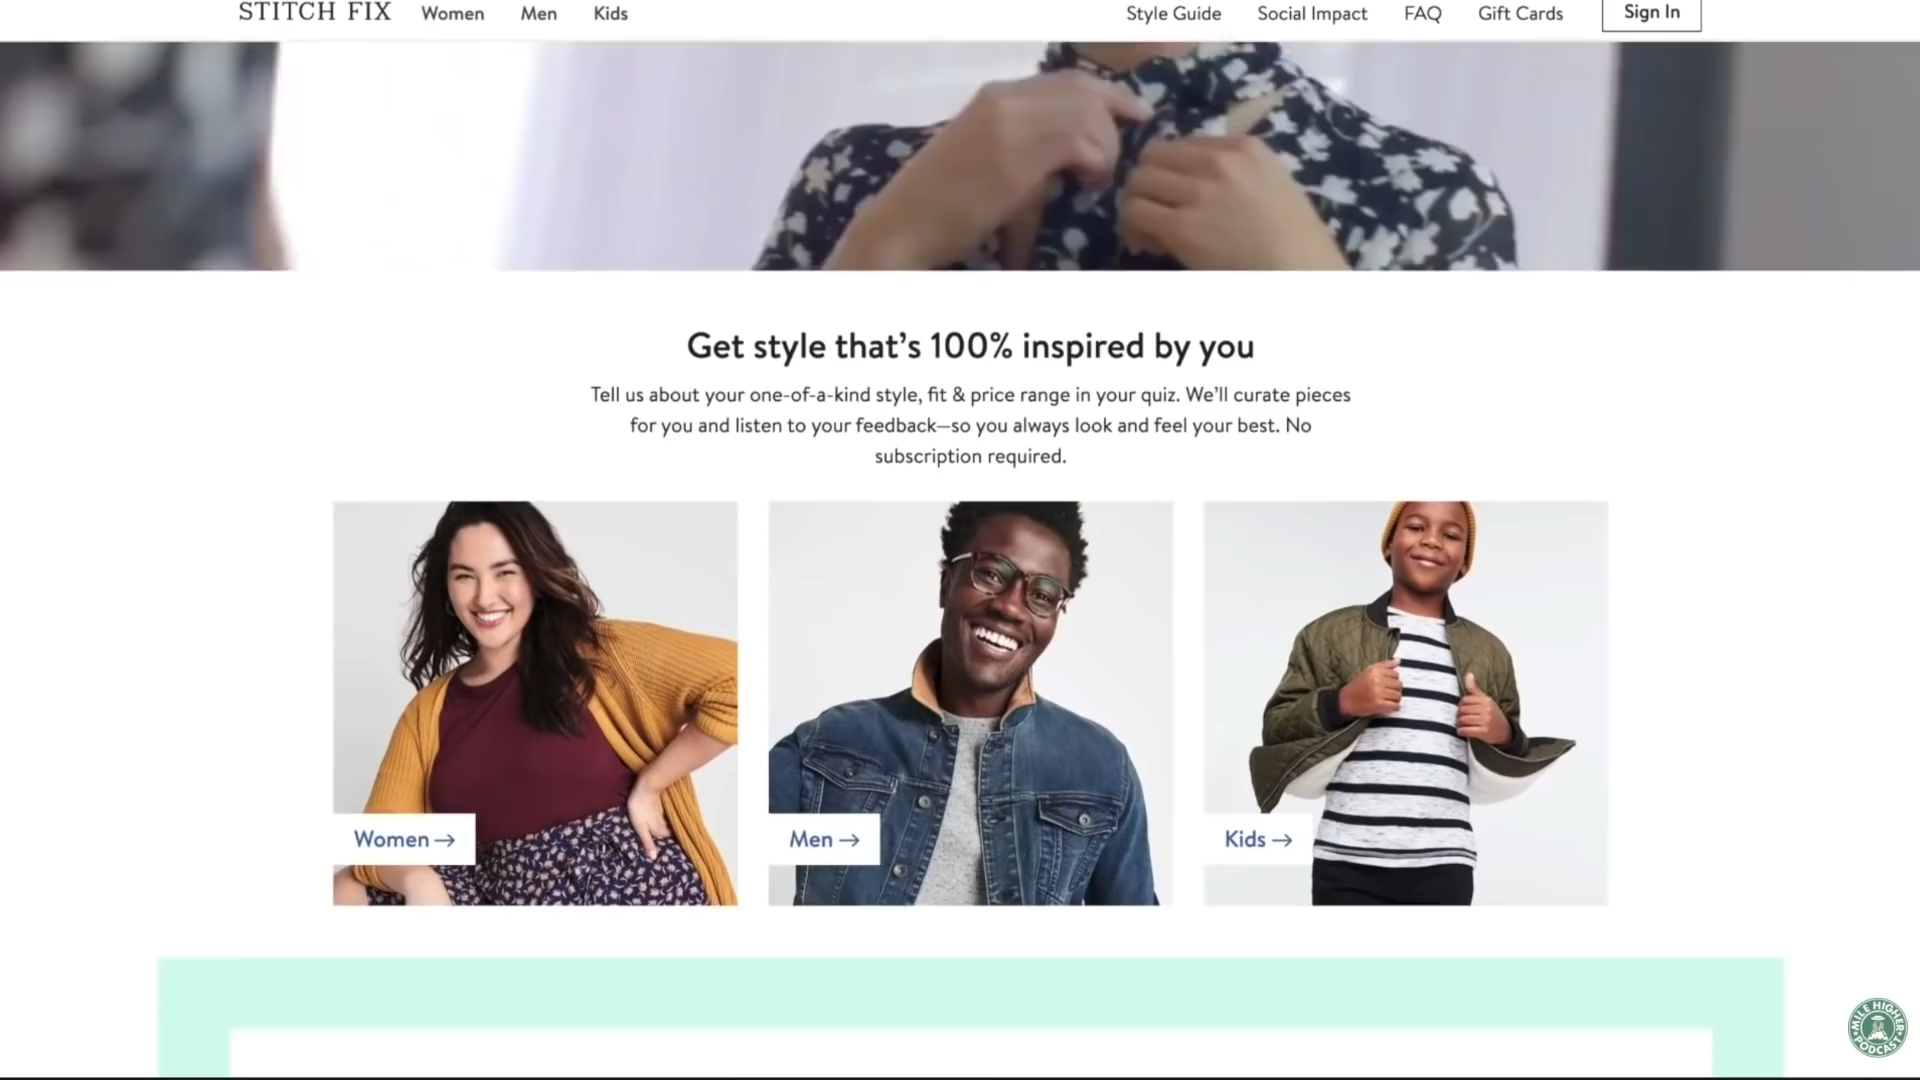 STITCH FIX
Women
Men
Kids
Style Guide
Social Impact
FAQ
Gift Cards
Sign In
Get style that’s 100% inspired by you
Tell us about your one-of-a-kind style, fit & price range in your quiz. We’ll curate pieces
for you and listen to your feedback—so you always look and feel your best. No
subscription required.
Women →
Men →
Kids →
MILE HIGHER
PODCAST